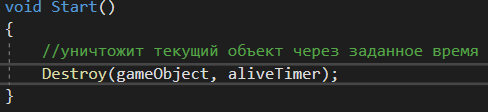 void Start()
{
//уничтожит текущий объект через заданное время
Destroy(gameObject, aliveTimer);
}